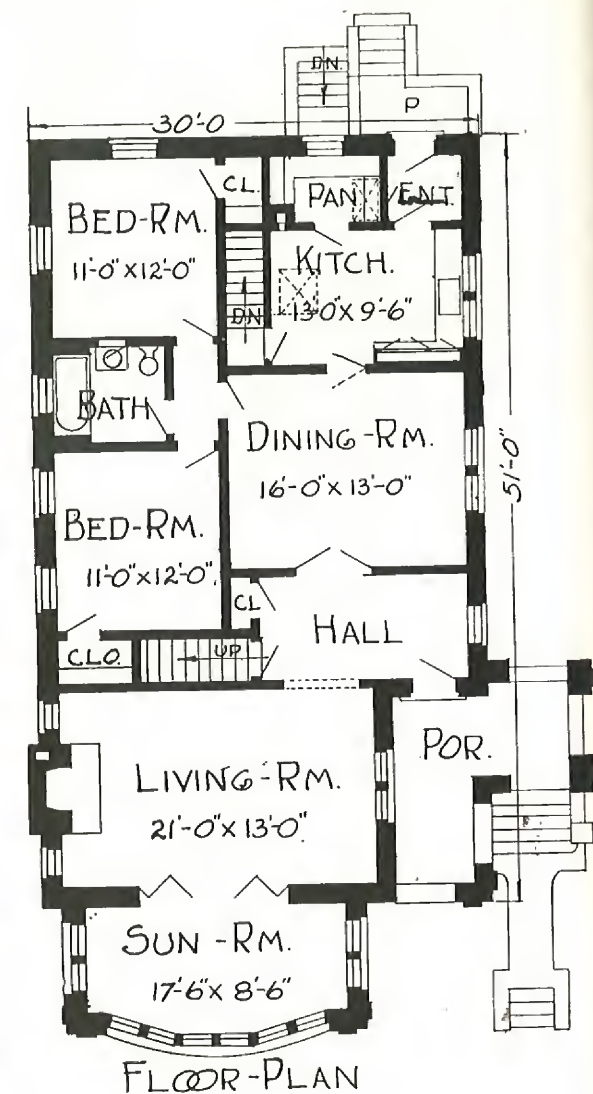 DN.
P
30'-0
CL.
PAN.
ENT.
BED-RM.
11'-0" X 12'-0"
KITCH.
13'-0 X 9'-6"
DN
BATH
DINING-RM.
16'-0" X 13'-0"
51'-0"
BED-RM.
11'-0" X 12'-0"
CL
HALL
CLO.
UP
POR.
LIVING-RM.
21'-0" X 13'-0"
SUN-RM.
17'-6" X 8'-6"
FLOOR-PLAN